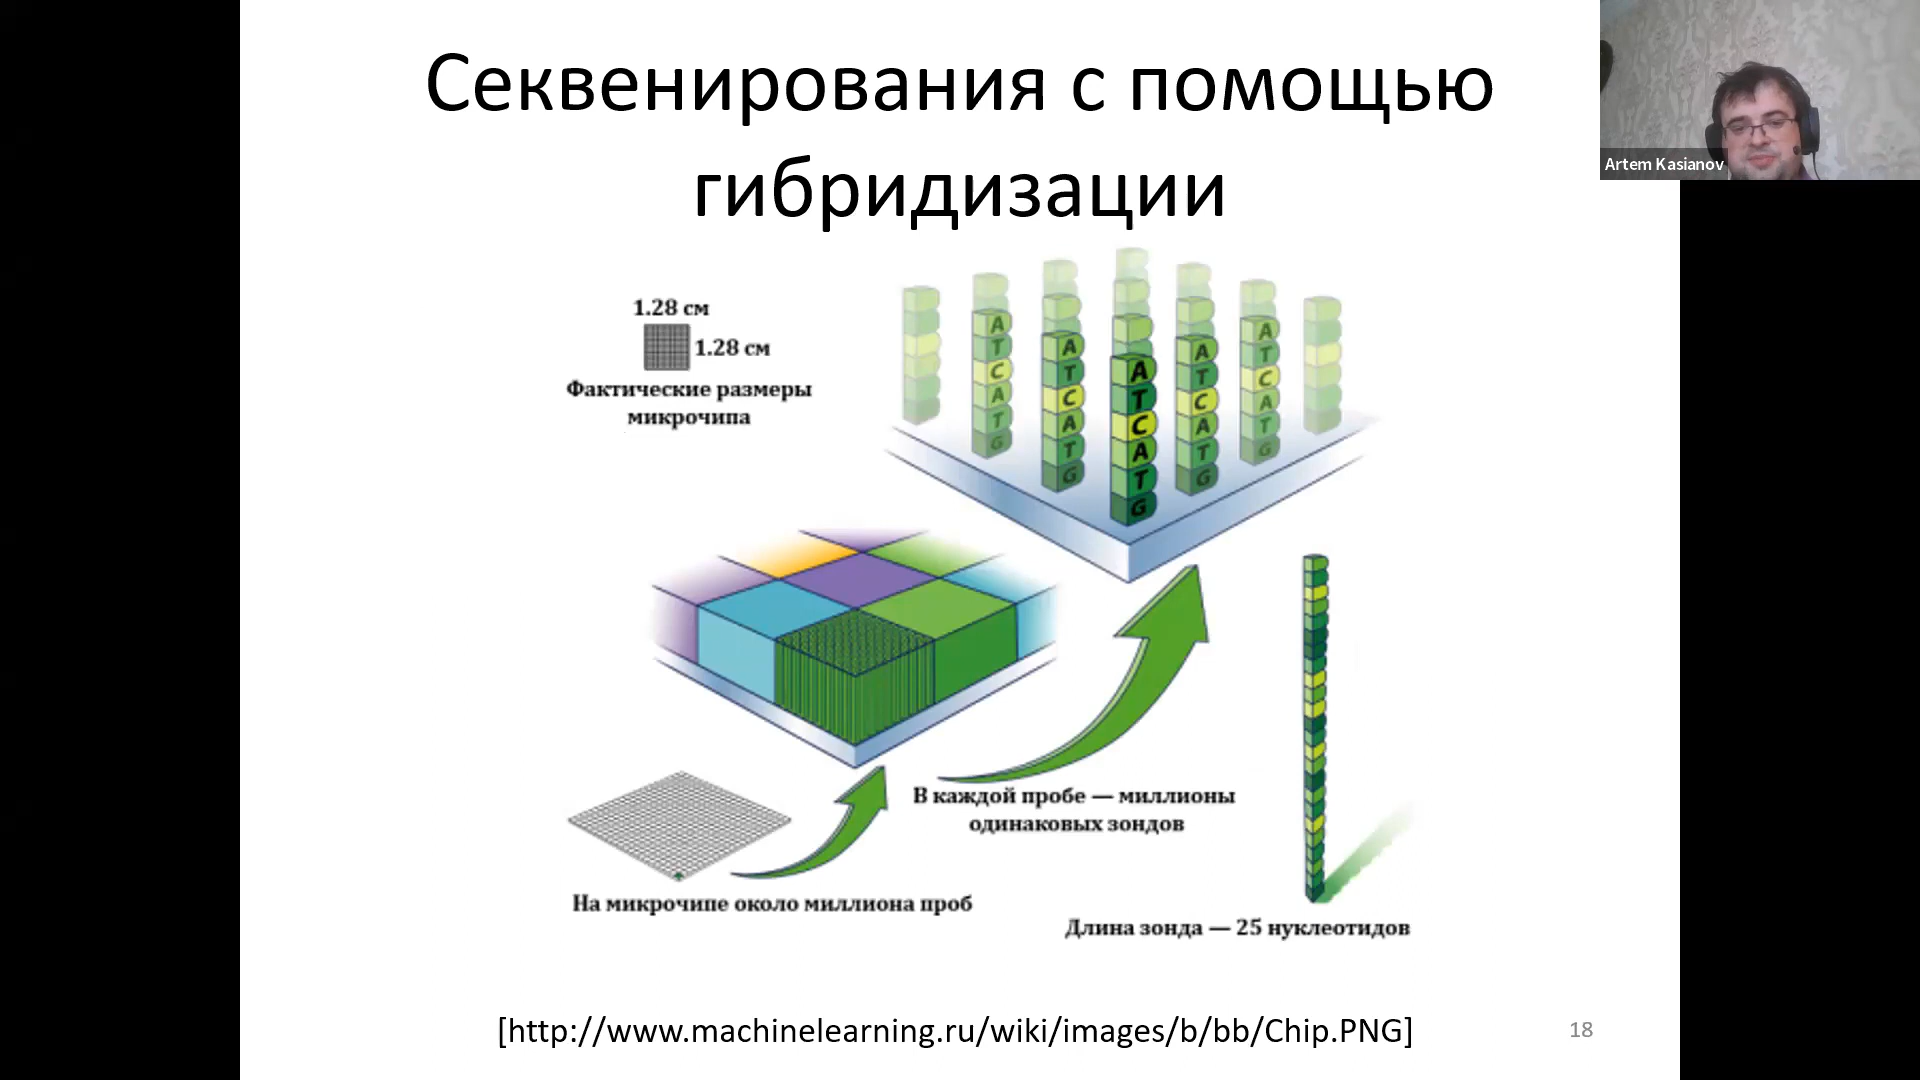 Секвенирования с помощью
гибридизации
Artem Kasianov
1.28 см
1.28 см
Фактические размеры
микрочипа
A T C A T G
A T C A T G
A T C A T G
A T C A T G
A T C A T G
В каждой пробе — миллионы
одинаковых зондов
На микрочипе около миллиона проб
Длина зонда — 25 нуклеотидов
[http://www.machinelearning.ru/wiki/images/b/bb/Chip.PNG]
18